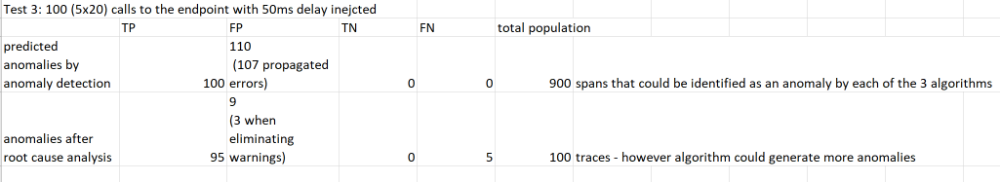 Test 3: 100 (5x20) calls to the endpoint with 50ms delay inejcted
TP FP TN FN total population
predicted anomalies by anomaly detection 100 110 (107 propagated errors) 0 0 900 spans that could be identified as an anomaly by each of the 3 algorithms
anomalies after root cause analysis 95 9 (3 when eliminating warnings) 0 5 100 traces - however algorithm could generate more anomalies